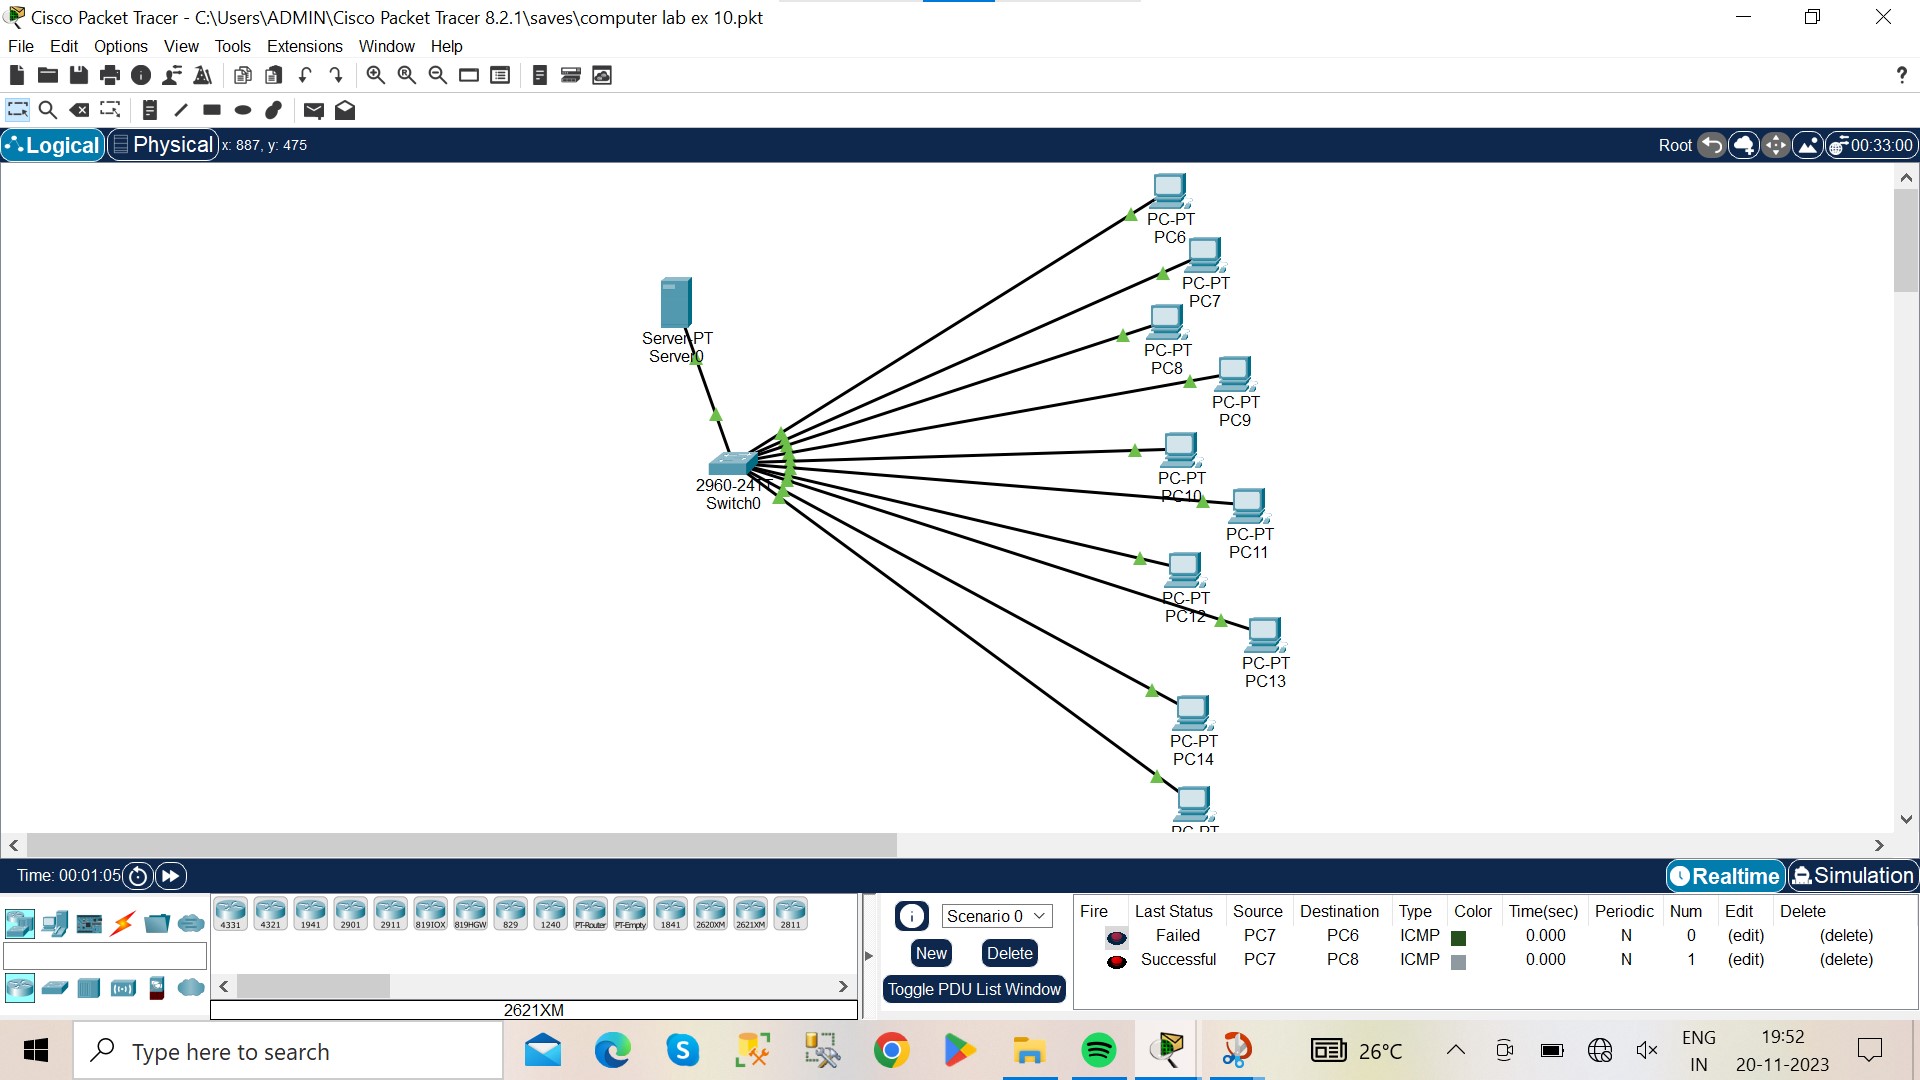 Cisco Packet Tracer - C:\Users\ADMIN\Cisco Packet Tracer 8.2.1\saves\computer lab ex 10.pkt
File Edit Options View Tools Extensions Window Help
?
Logical Physical x: 887, y: 475 Root 00:33:00
PC-PT
PC6
PC-PT
PC7
Server-PT
Server0
PC-PT
PC8
PC-PT
PC9
2960-24TT
Switch0
PC-PT
PC10
PC-PT
PC11
PC-PT
PC12
PC-PT
PC13
PC-PT
PC14
PC-PT
Time: 00:01:05 Realtime Simulation
4331 4321 1941 2901 2911 819IOX 819HGW 829 1240 PT-Router PT-Empty 1841 2620XM 2621XM 2811
2621XM
Scenario 0
New Delete
Toggle PDU List Window
Fire Last Status Source Destination Type Color Time(sec) Periodic Num Edit Delete
Failed PC7 PC6 ICMP 0.000 N 0 (edit) (delete)
Successful PC7 PC8 ICMP 0.000 N 1 (edit) (delete)
Type here to search
26°C
ENG
IN
19:52
20-11-2023